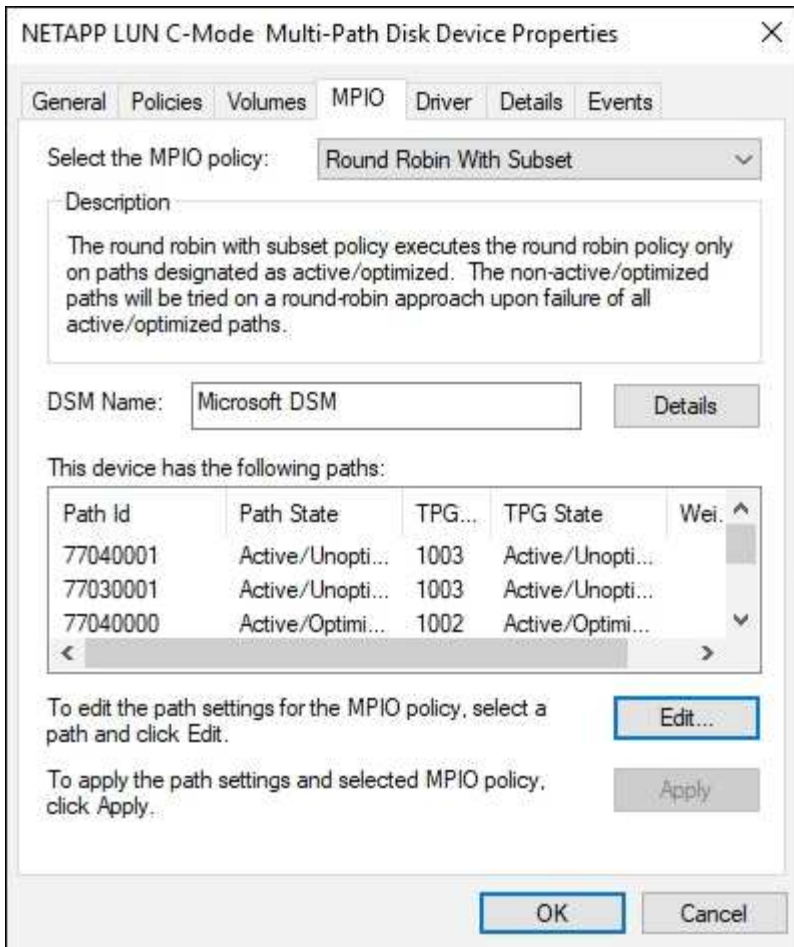 NETAPP LUN C-Mode  Multi-Path Disk Device Properties
General Policies Volumes MPIO Driver Details Events
Select the MPIO policy: Round Robin With Subset
Description
The round robin with subset policy executes the round robin policy only
on paths designated as active/optimized.  The non-active/optimized
paths will be tried on a round-robin approach upon failure of all
active/optimized paths.
DSM Name: Microsoft DSM Details
This device has the following paths:
Path Id Path State TPG... TPG State Wei.
77040001 Active/Unopti... 1003 Active/Unopti...
77030001 Active/Unopti... 1003 Active/Unopti...
77040000 Active/Optimi... 1002 Active/Optimi...
To edit the path settings for the MPIO policy, select a
path and click Edit.
Edit...
To apply the path settings and selected MPIO policy,
click Apply.
Apply
OK Cancel